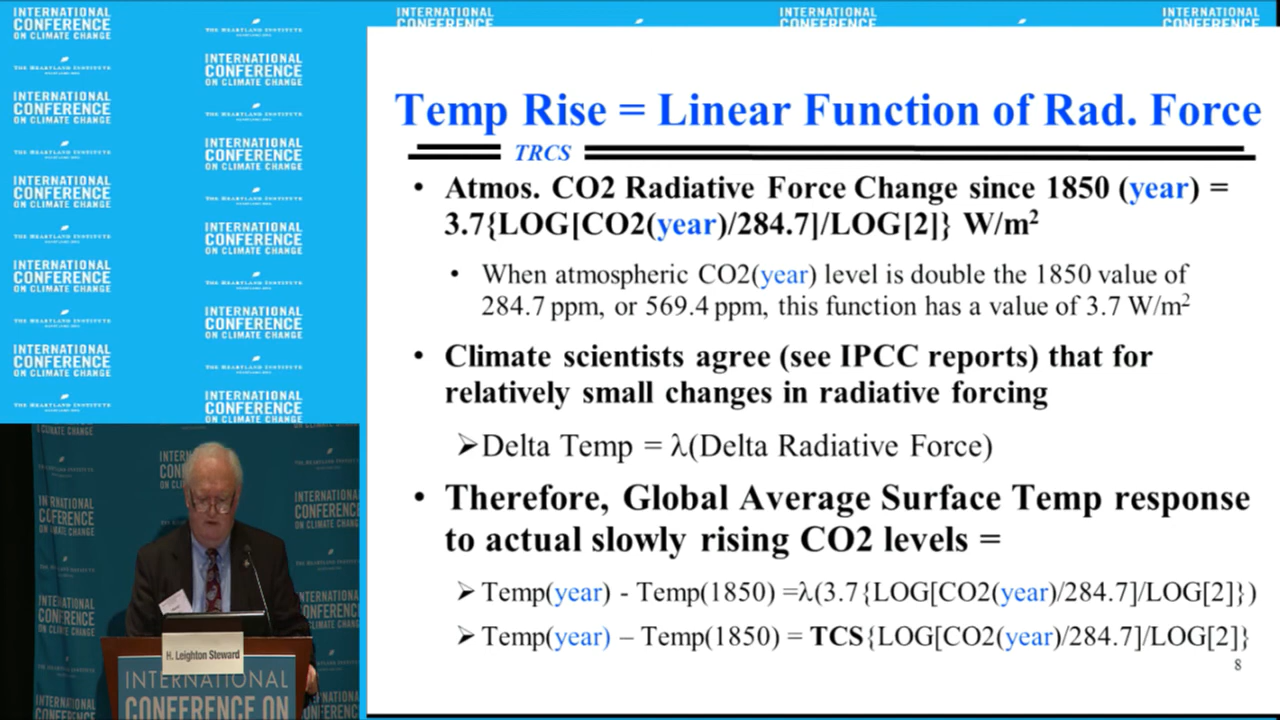 INTERNATIONAL
CONFERENCE
ON CLIMATE CHANGE
THE HEARTLAND INSTITUTE
Temp Rise = Linear Function of Rad. Force
TRCS
• Atmos. CO2 Radiative Force Change since 1850 (year) =
3.7{LOG[CO2(year)/284.7]/LOG[2]} W/m²
• When atmospheric CO2(year) level is double the 1850 value of
284.7 ppm, or 569.4 ppm, this function has a value of 3.7 W/m²
• Climate scientists agree (see IPCC reports) that for
relatively small changes in radiative forcing
➢Delta Temp = λ(Delta Radiative Force)
• Therefore, Global Average Surface Temp response
to actual slowly rising CO2 levels =
➢ Temp(year) - Temp(1850) =λ(3.7{LOG[CO2(year)/284.7]/LOG[2]})
➢ Temp(year) – Temp(1850) = TCS{LOG[CO2(year)/284.7]/LOG[2]}
8
H. Leighton Steward
INTERNATIONAL
CONFERENCE ON